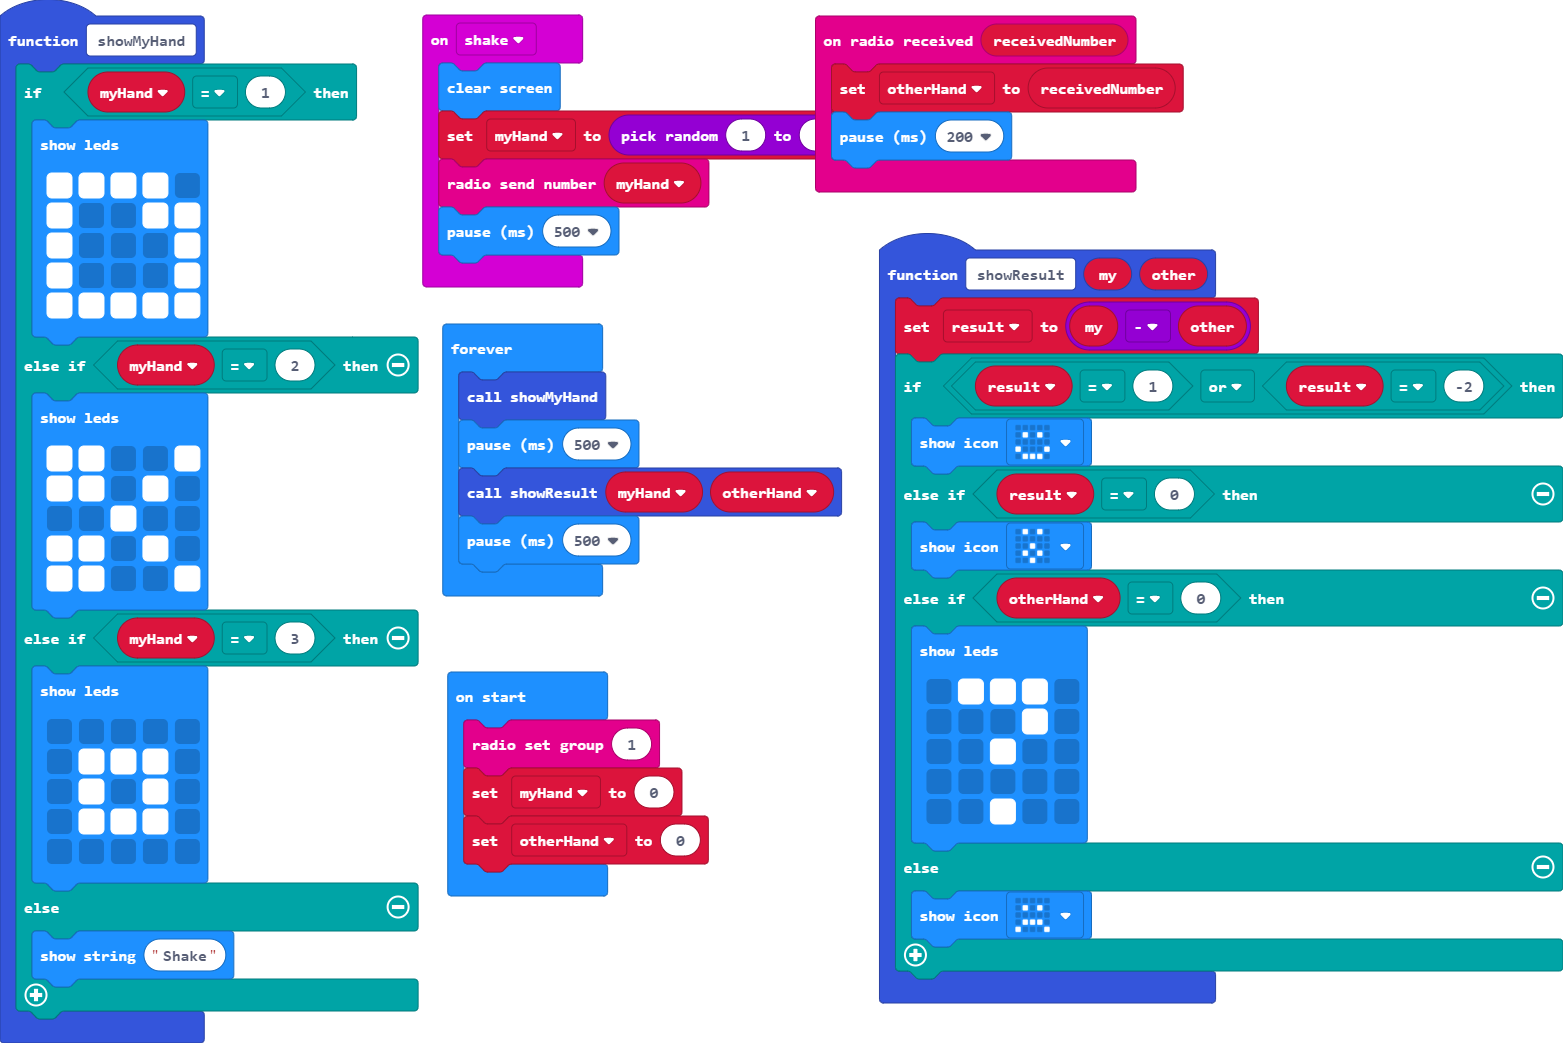 function showMyHand
if myHand = 1 then
show leds
else if myHand = 2 then
show leds
else if myHand = 3 then
show leds
else
show string "Shake"
on shake
clear screen
set myHand to pick random 1 to
radio send number myHand
pause (ms) 500
forever
call showMyHand
pause (ms) 500
call showResult myHand otherHand
pause (ms) 500
on start
radio set group 1
set myHand to 0
set otherHand to 0
on radio received receivedNumber
set otherHand to receivedNumber
pause (ms) 200
function showResult my other
set result to my - other
if result = 1 or result = -2 then
show icon
else if result = 0 then
show icon
else if otherHand = 0 then
show leds
else
show icon